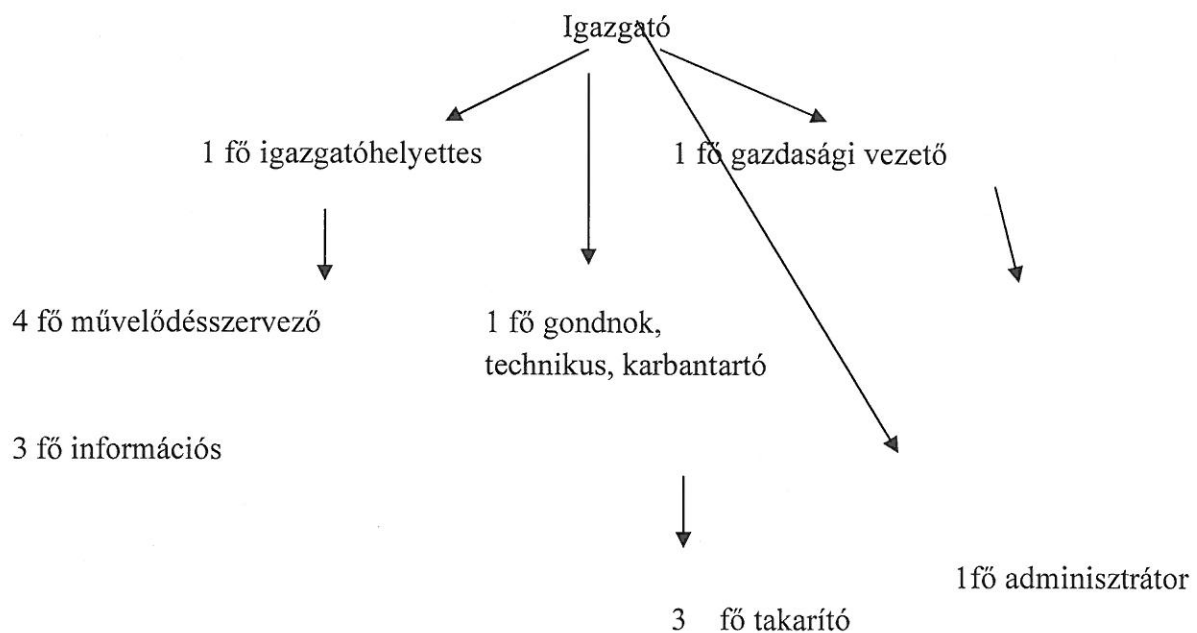 Igazgató
1 fő igazgatóhelyettes
1 fő gazdasági vezető
4 fő művelődésszervező
1 fő gondnok,
technikus, karbantartó
3 fő információs
1fő adminisztrátor
3 fő takarító